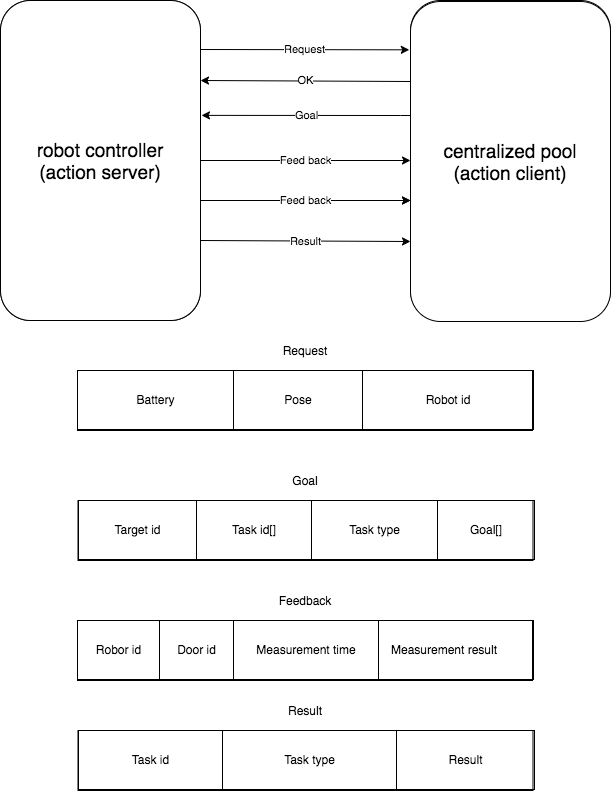 robot controller
(action server)
centralized pool
(action client)
Request
OK
Goal
Feed back
Feed back
Result
Request
Battery
Pose
Robot id
Goal
Target id
Task id[]
Task type
Goal[]
Feedback
Robor id
Door id
Measurement time
Measurement result
Result
Task id
Task type
Result